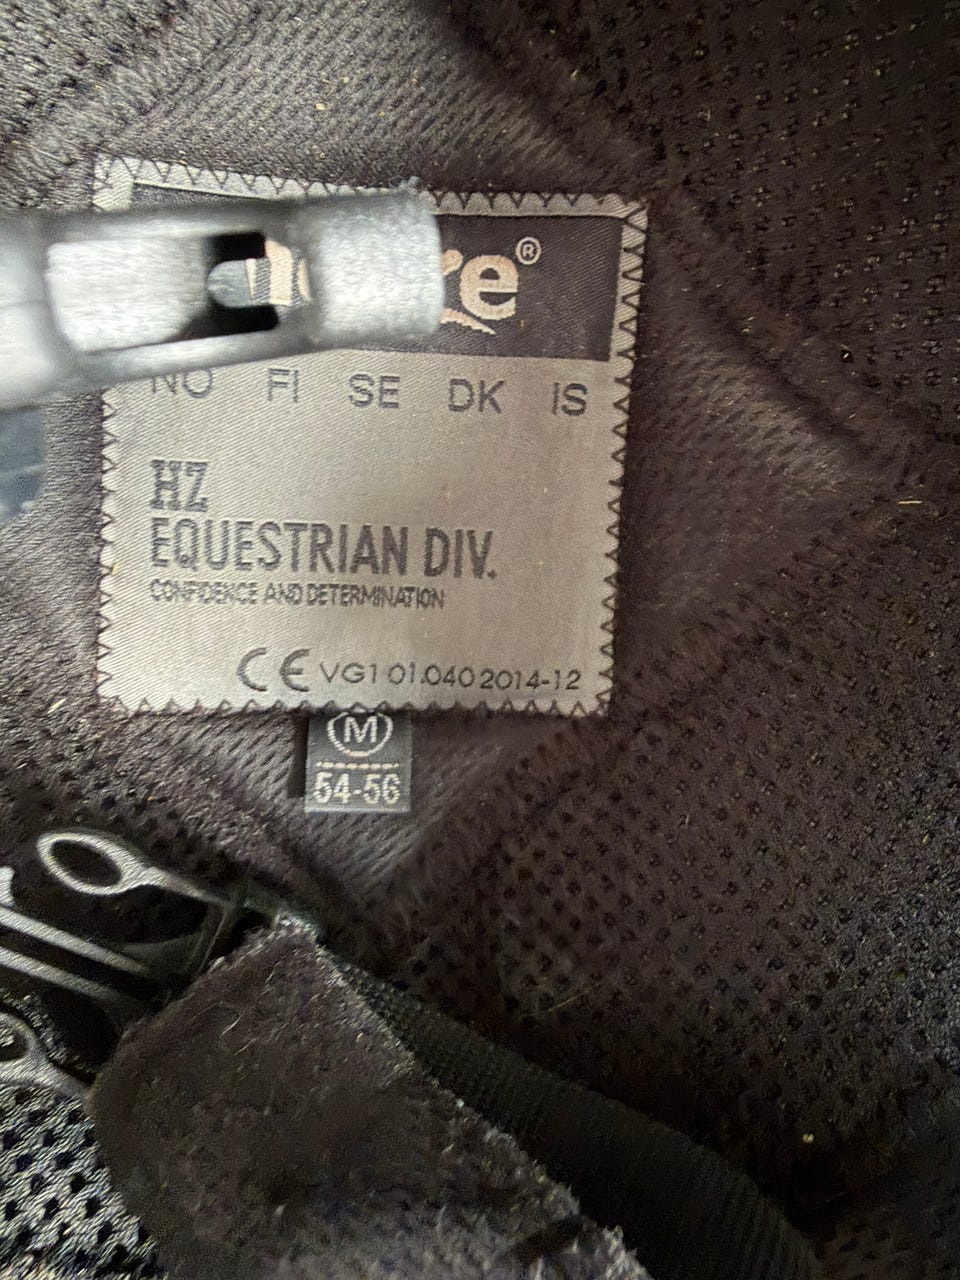 ®
NO FI SE DK IS
HZ
EQUESTRIAN DIV.
CONFIDENCE AND DETERMINATION
CE VG1 01.040 2014-12
M
54-56